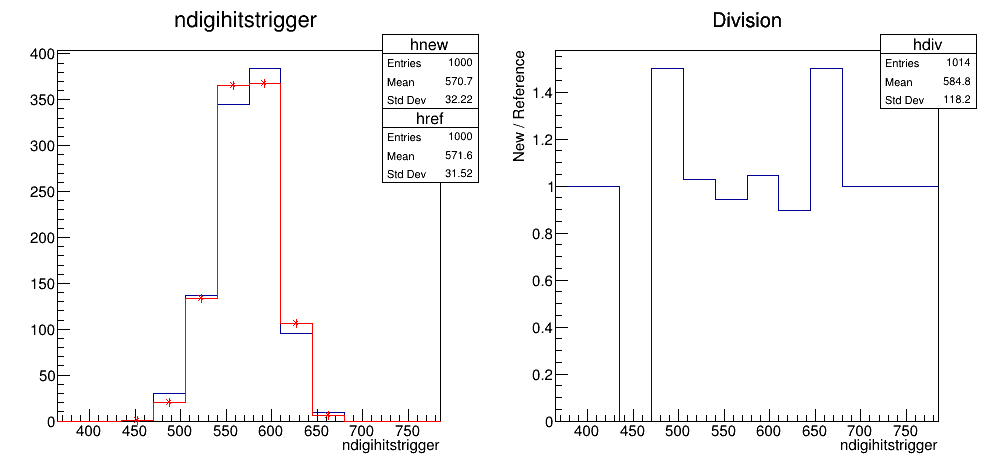 ndigihitstrigger
hnew
Entries 1000
Mean 570.7
Std Dev 32.22
href
Entries 1000
Mean 571.6
Std Dev 31.52
400
350
300
250
200
150
100
50
0
400 450 500 550 600 650 700 750
ndigihitstrigger
Division
hdiv
Entries 1014
Mean 584.8
Std Dev 118.2
New / Reference
1.4
1.2
1
0.8
0.6
0.4
0.2
0
400 450 500 550 600 650 700 750
ndigihitstrigger